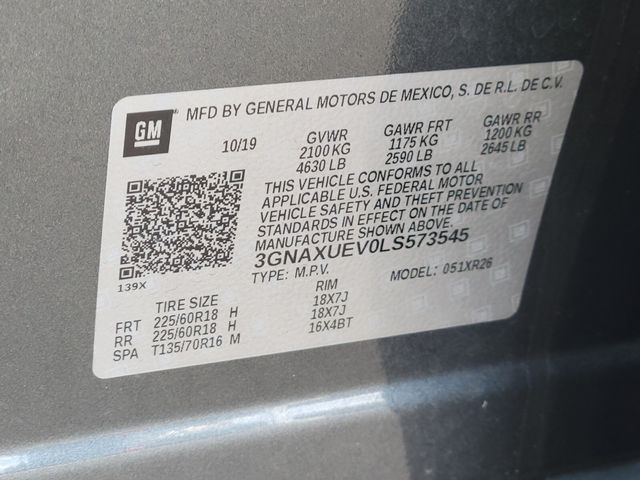 GM
MFD BY GENERAL MOTORS DE MEXICO, S. DE R.L. DE C.V.
10/19 GVWR GAWR FRT GAWR RR
2100 KG 1175 KG 1200 KG
4630 LB 2590 LB 2645 LB
THIS VEHICLE CONFORMS TO ALL
APPLICABLE U.S. FEDERAL MOTOR
VEHICLE SAFETY AND THEFT PREVENTION
STANDARDS IN EFFECT ON THE DATE OF
MANUFACTURE SHOWN ABOVE.
3GNAXUEV0LS573545
139X
TYPE: M.P.V. MODEL: 051XR26
TIRE SIZE RIM
FRT 225/60R18 H 18X7J
RR 225/60R18 H 18X7J
SPA T135/70R16 M 16X4BT